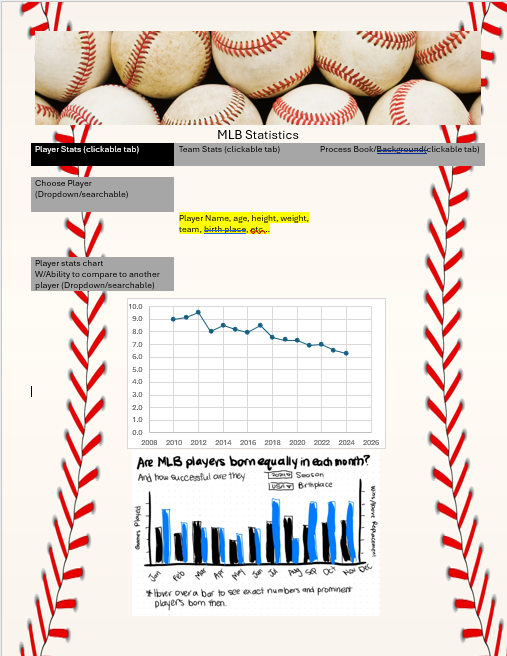 MLB Statistics
Player Stats (clickable tab) Team Stats (clickable tab) Process Book/Background/(clickable tab)
Choose Player
(Dropdown/searchable)
Player Name, age, height, weight,
team, birth place, etc…
Player stats chart
W/Ability to compare to another
player (Dropdown/searchable)
10.0
9.0
8.0
7.0
6.0
5.0
4.0
3.0
2.0
1.0
0.0
2008 2010 2012 2014 2016 2018 2020 2022 2024 2026
Are MLB players born equally in each month?
And how successful are they
Season
USA Birthplace
Games Played
Wins Above Replacement
Jan Feb Mar Apr May Jun Jul Aug Sep Oct Nov Dec
* Hover over a bar to see exact numbers and prominent
players born then.